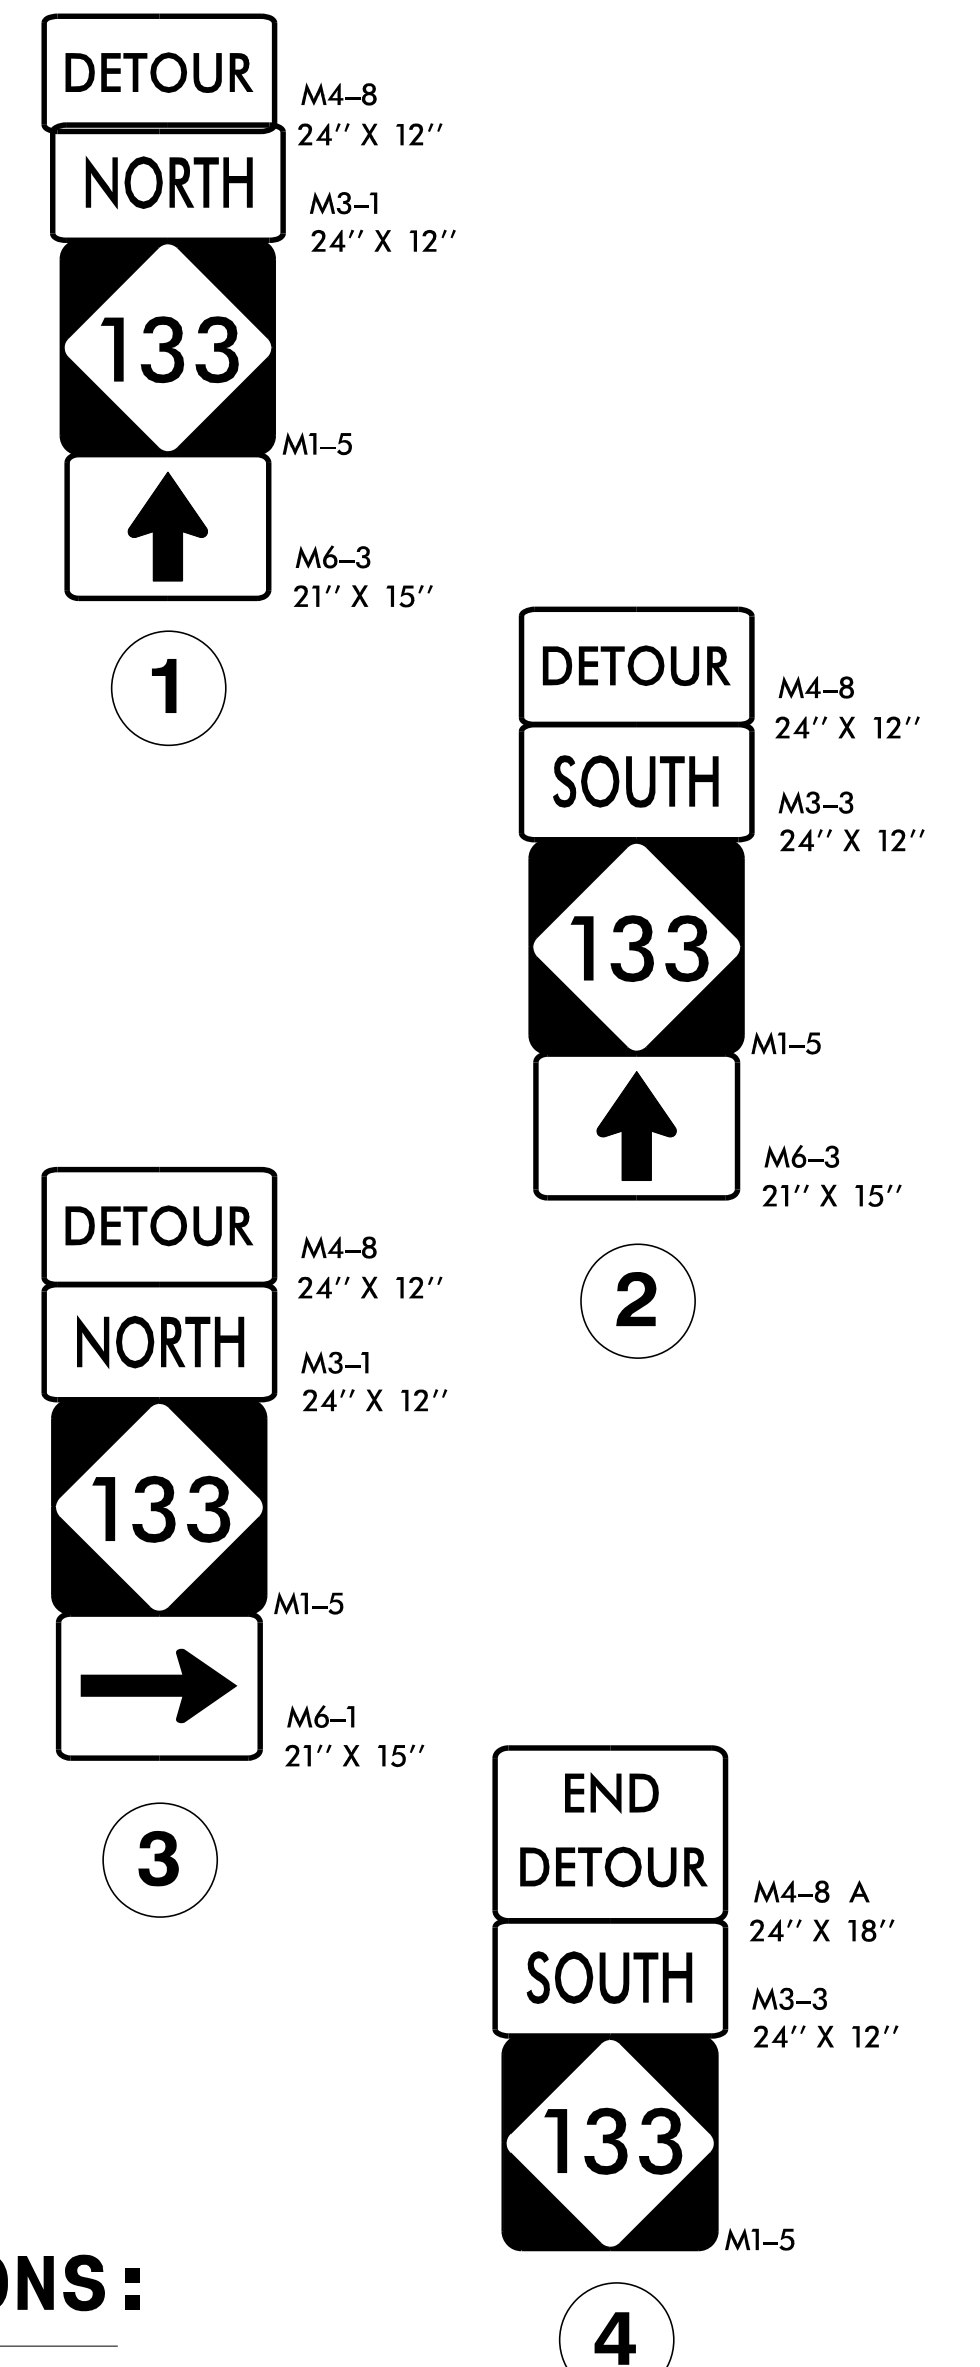 DETOUR
M4–8
24'' X 12''
NORTH
M3–1
24'' X 12''
133
M1–5
M6–3
21'' X 15''
1
DETOUR
M4–8
24'' X 12''
SOUTH
M3–3
24'' X 12''
133
M1–5
M6–3
21'' X 15''
2
DETOUR
M4–8
24'' X 12''
NORTH
M3–1
24'' X 12''
133
M1–5
M6–1
21'' X 15''
3
END
DETOUR
M4–8 A
24'' X 18''
SOUTH
M3–3
24'' X 12''
133
M1–5
4